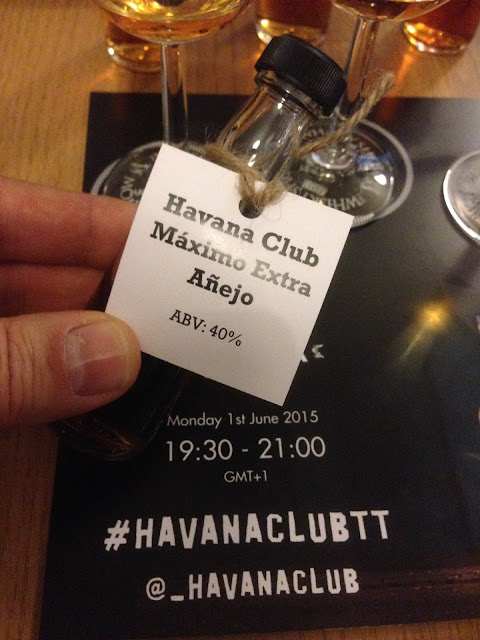 Havana Club
Máximo Extra
Añejo
ABV: 40%
Monday 1st June 2015
19:30 - 21:00
GMT+1
#HAVANACLUBTT
@_HAVANACLUB